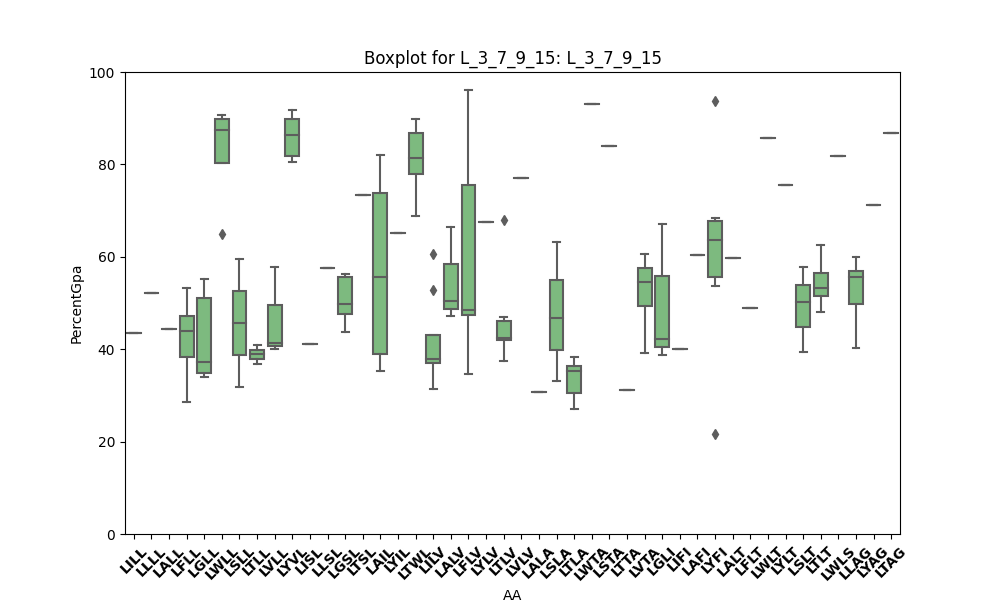 Boxplot for L_3_7_9_15: L_3_7_9_15
PercentGpa
100
80
60
40
20
0
LILL
LLLL
LALL
LFLL
LGLL
LWLL
LSLL
LTLL
LVLL
LYVL
LISL
LLSL
LGSL
LTSL
LAIL
LYIL
LTWL
LILV
LALV
LFLV
LYLV
LTLV
LVLV
LALA
LSLA
LTLA
LWTA
LSTA
LTTA
LVTA
LGLI
LIFI
LAFI
LYFI
LALT
LFLT
LWLT
LYLT
LSLT
LTLT
LWLS
LLAG
LYAG
LTAG
AA